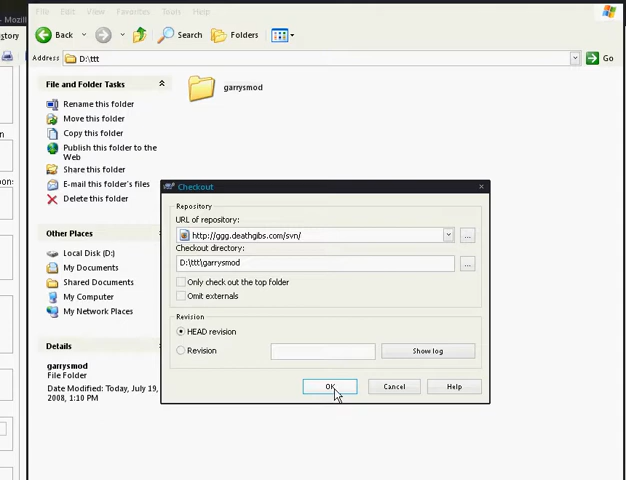 - Mozill
File Edit View Favorites Tools Help
story
Back Search Folders
Address D:\ttt Go
File and Folder Tasks
garrysmod
Rename this folder
Move this folder
Copy this folder
Publish this folder to the
Web
Share this folder
E-mail this folder's files
Delete this folder
Other Places
Local Disk (D:)
My Documents
Shared Documents
My Computer
My Network Places
Details
garrysmod
File Folder
Date Modified: Today, July 19,
2008, 1:10 PM
Checkout
Repository
URL of repository:
http://ggg.deathgibs.com/svn/
...
Checkout directory:
D:\ttt\garrysmod
...
Only check out the top folder
Omit externals
Revision
HEAD revision
Revision
Show log
OK Cancel Help